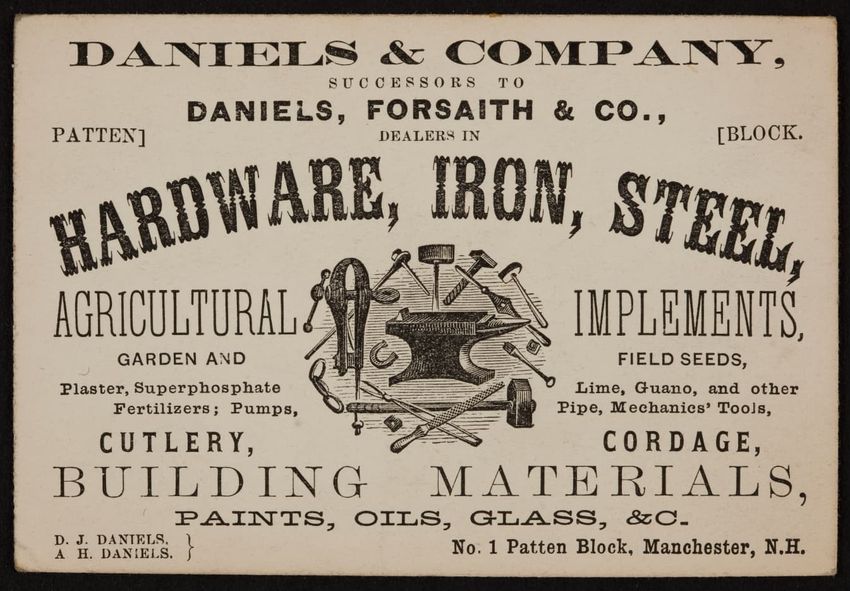 DANIELS & COMPANY,
SUCCESSORS TO
DANIELS, FORSAITH & CO.,
PATTEN] DEALERS IN [BLOCK.
HARDWARE, IRON, STEEL,
AGRICULTURAL IMPLEMENTS,
GARDEN AND FIELD SEEDS,
Plaster, Superphosphate Lime, Guano, and other
Fertilizers; Pumps, Pipe, Mechanics' Tools,
CUTLERY, CORDAGE,
BUILDING MATERIALS,
PAINTS, OILS, GLASS, &C.
D. J. DANIELS. }
A H. DANIELS. }
No. 1 Patten Block, Manchester, N.H.